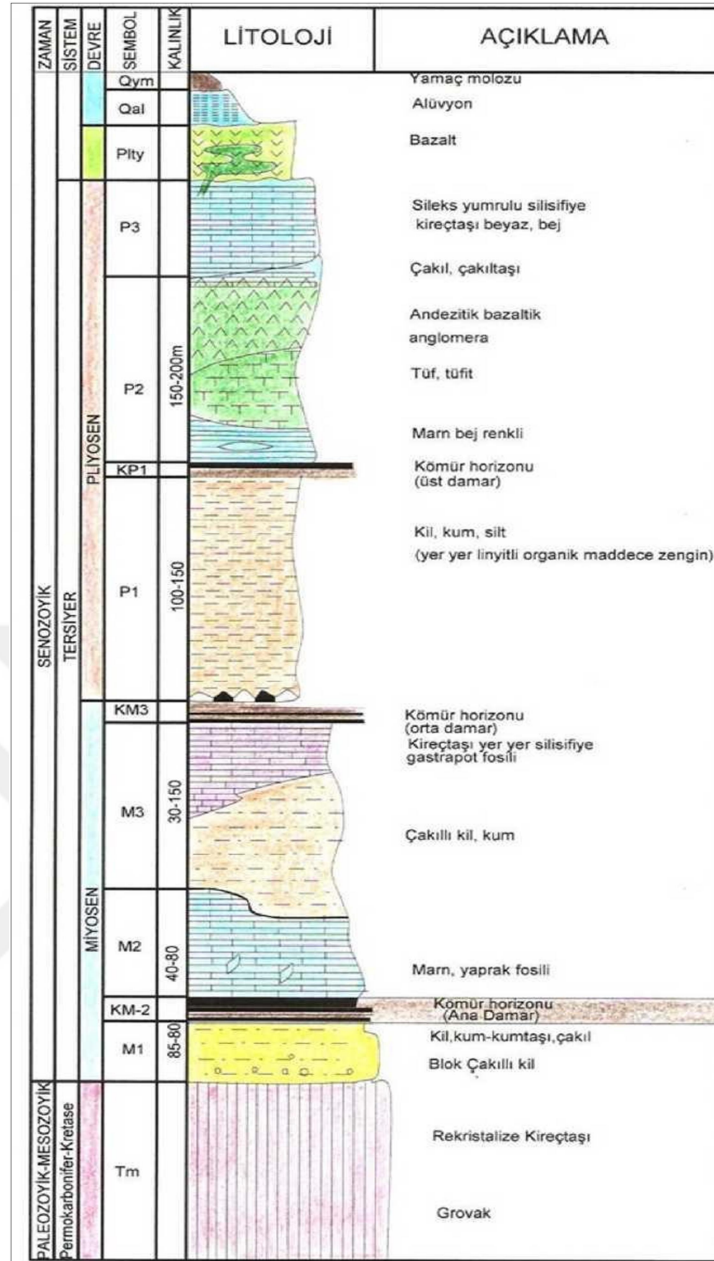 ZAMAN
SİSTEM
DEVRE
SEMBOL
KALINLIK
LİTOLOJİ
AÇIKLAMA
SENOZOYİK
TERSİYER
PLİYOSEN
MİYOSEN
PALEOZOYİK-MESOZOYİK
Permokarbonifer-Kretase
Qym
Yamaç molozu
Qal
Alüvyon
Plty
Bazalt
P3
Sileks yumrulu silisifiye
kireçtaşı beyaz, bej
Çakıl, çakıltaşı
P2
150-200m
Andezitik bazaltik
anglomera
Tüf, tüfit
Marn bej renkli
KP1
Kömür horizonu
(üst damar)
P1
100-150
Kil, kum, silt
(yer yer linyitli organik maddece zengin)
KM3
Kömür horizonu
(orta damar)
M3
30-150
Kireçtaşı yer yer silisifiye
gastrapot fosili
Çakıllı kil, kum
M2
40-80
Marn, yaprak fosili
KM-2
Kömür horizonu
(Ana Damar)
M1
85-80
Kil,kum-kumtaşı,çakıl
Blok Çakıllı kil
Tm
Rekristalize Kireçtaşı
Grovak